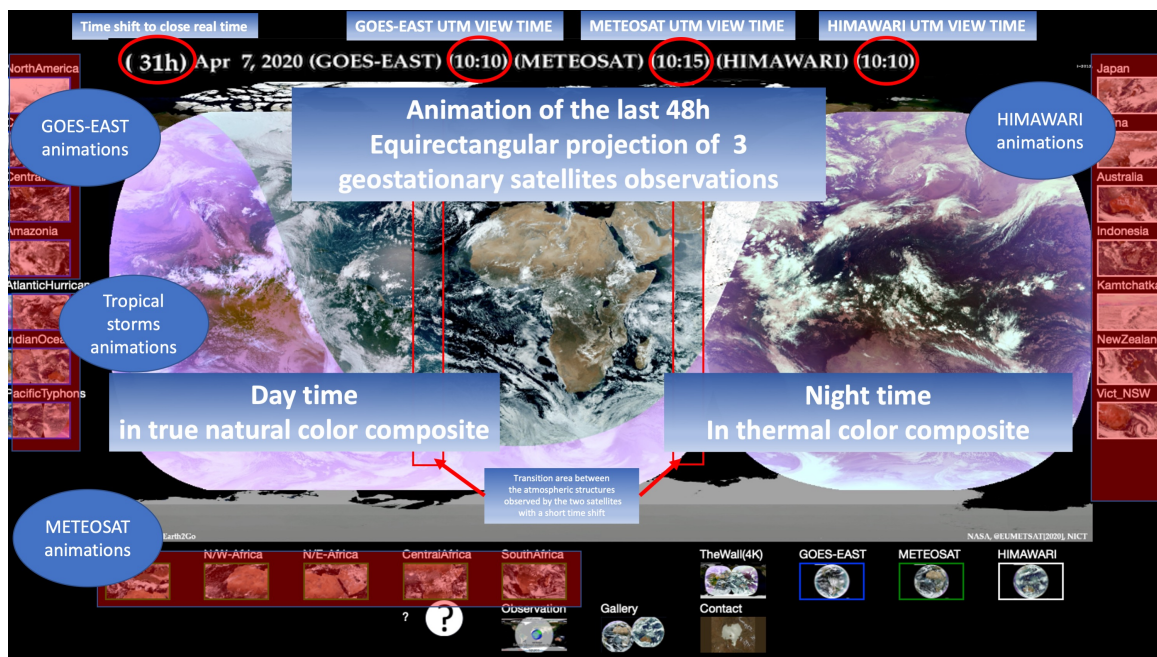 Time shift to close real time
GOES-EAST UTM VIEW TIME
METEOSAT UTM VIEW TIME
HIMAWARI UTM VIEW TIME
( 31h) Apr 7, 2020 (GOES-EAST) (10:10) (METEOSAT) (10:15) (HIMAWARI) (10:10)
NorthAmerica
GOES-EAST
animations
Central
Amazonia
AtlanticHurrican
Tropical
storms
animations
IndianOcea
PacificTyphons
Animation of the last 48h
Equirectangular projection of 3
geostationary satellites observations
HIMAWARI
animations
Japan
Australia
Indonesia
Kamtchatka
NewZealan
Vict_NSW
Day time
in true natural color composite
Night time
In thermal color composite
Transition area between
the atmospheric structures
observed by the two satellites
with a short time shift
METEOSAT
animations
Earth2Go
NASA, @EUMETSAT[2020], NICT
N/W-Africa
N/E-Africa
CentralAfrica
SouthAfrica
TheWall(4K)
GOES-EAST
METEOSAT
HIMAWARI
?
?
Observation
Gallery
Contact